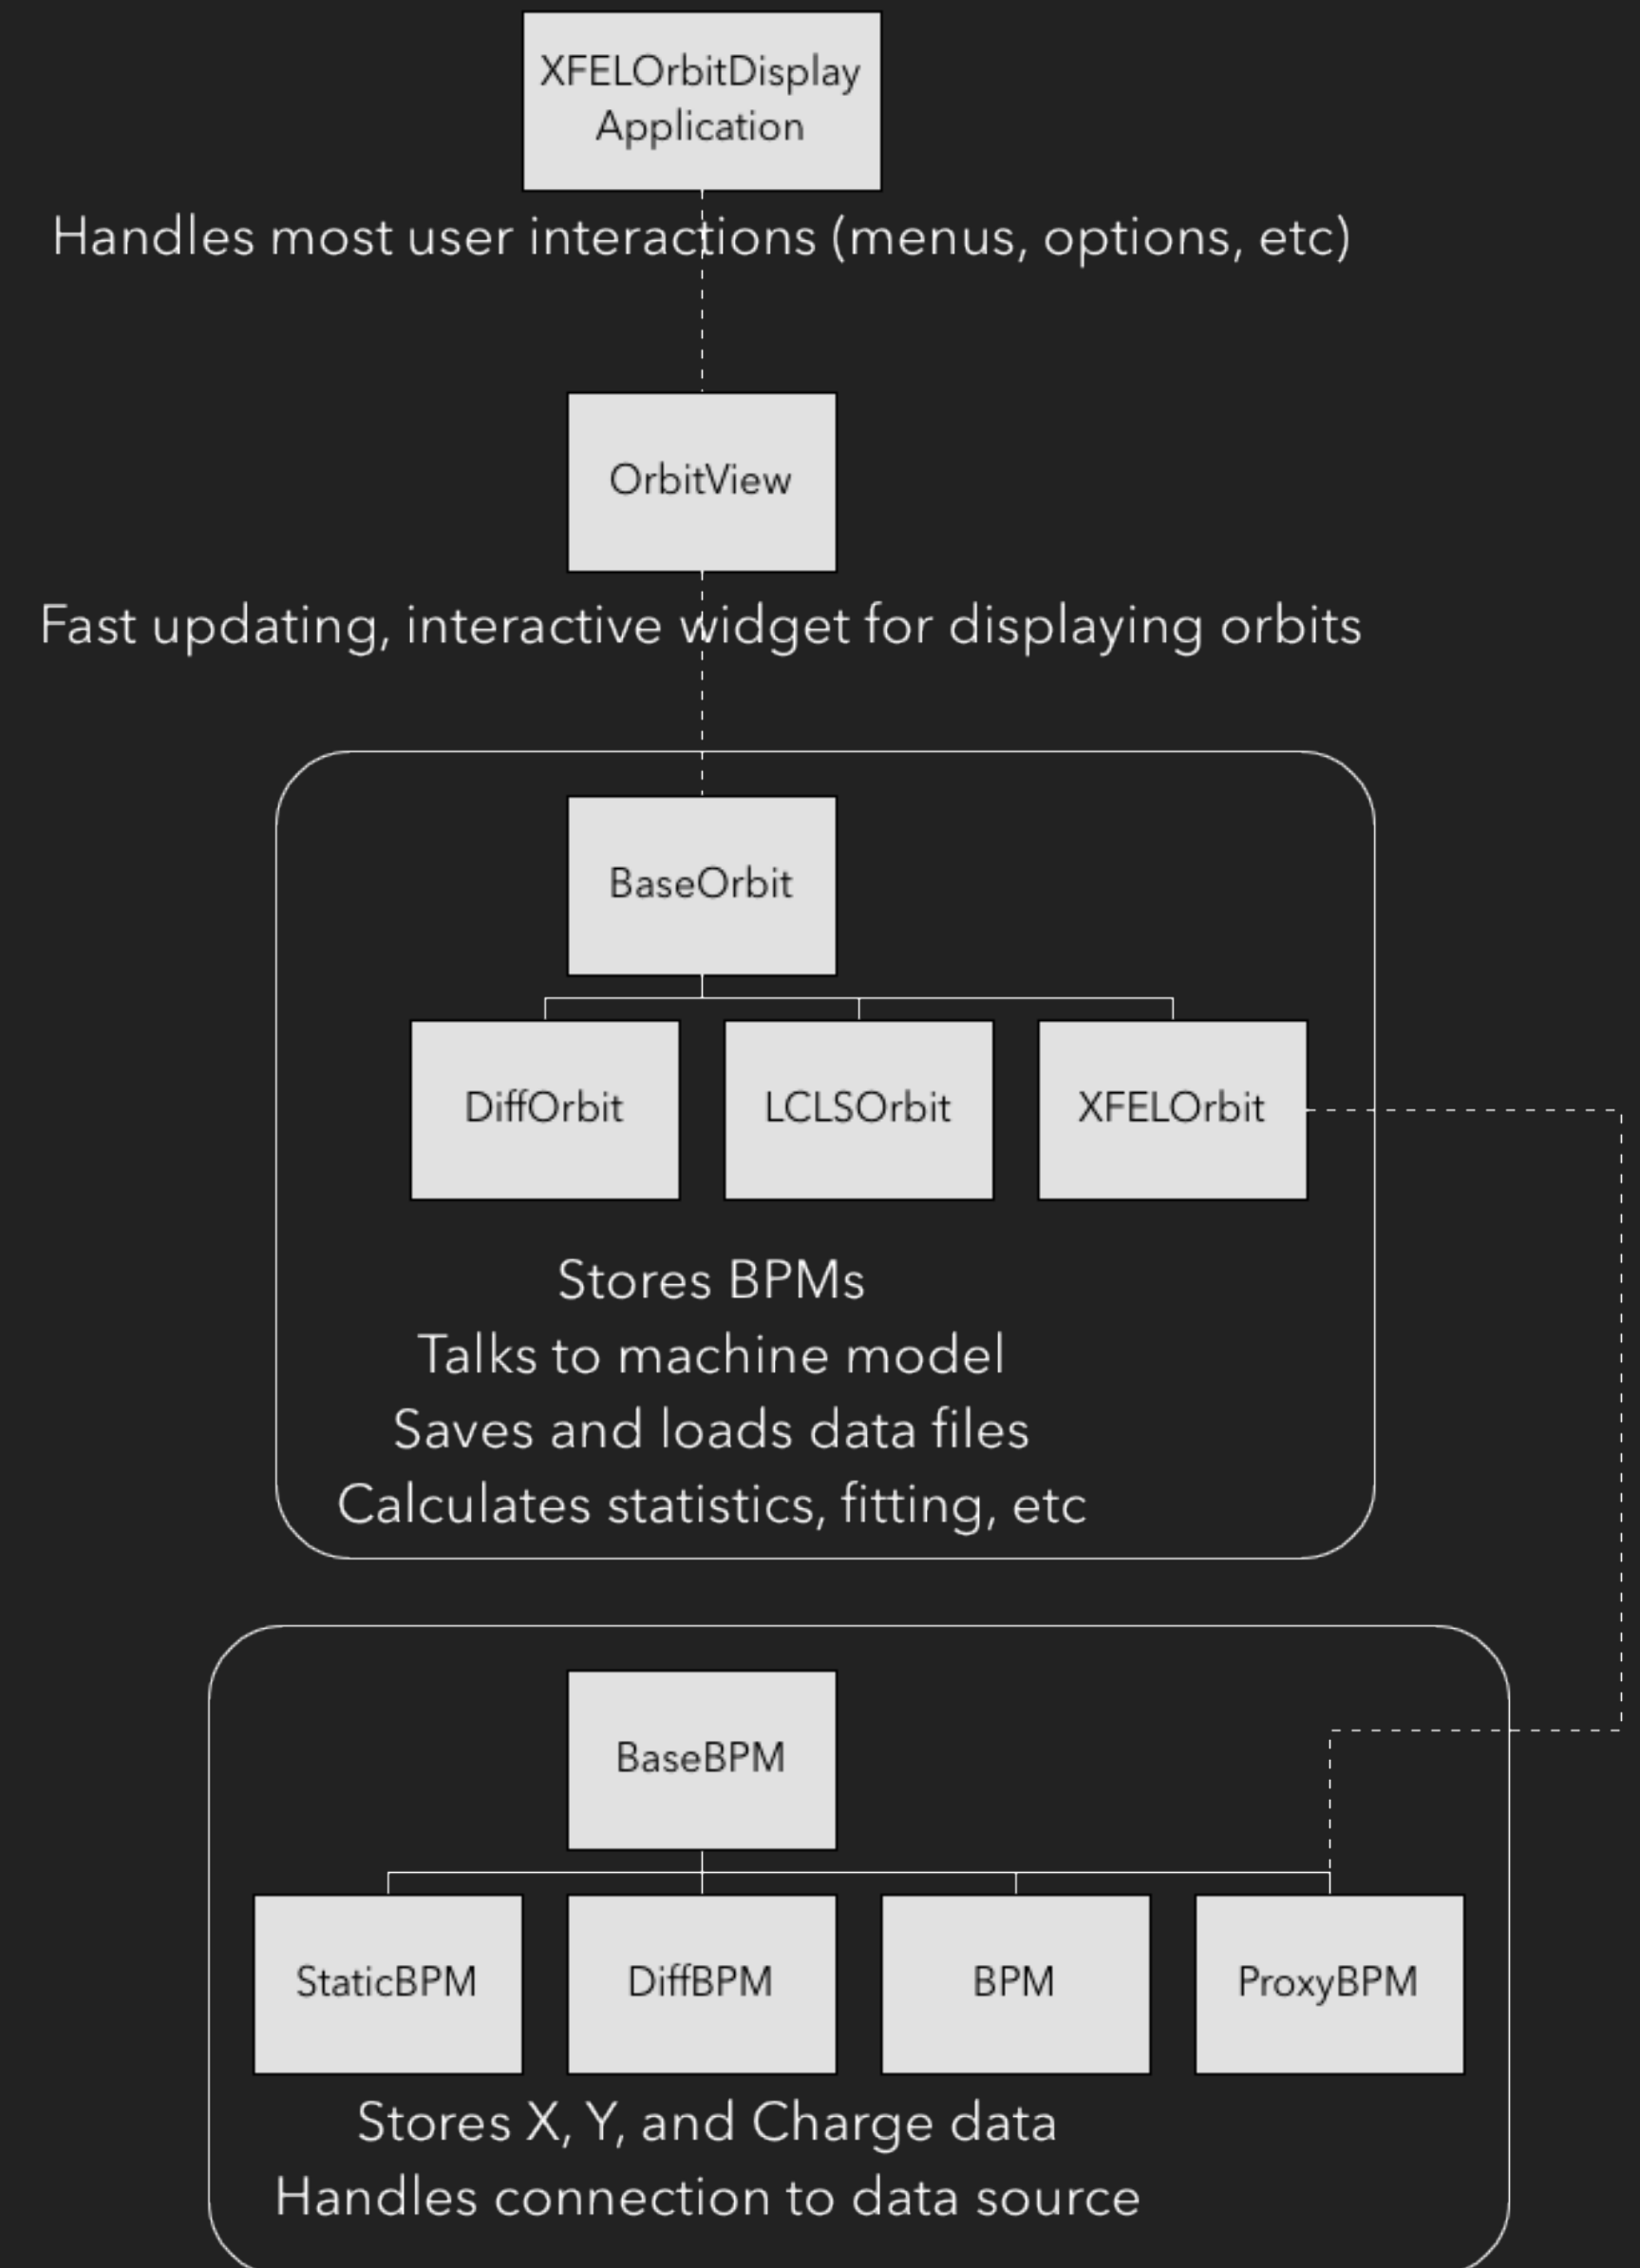 XFELOrbitDisplay
Application
Handles most user interactions (menus, options, etc)
OrbitView
Fast updating, interactive widget for displaying orbits
BaseOrbit
DiffOrbit
LCLSOrbit
XFELOrbit
Stores BPMs
Talks to machine model
Saves and loads data files
Calculates statistics, fitting, etc
BaseBPM
StaticBPM
DiffBPM
BPM
ProxyBPM
Stores X, Y, and Charge data
Handles connection to data source